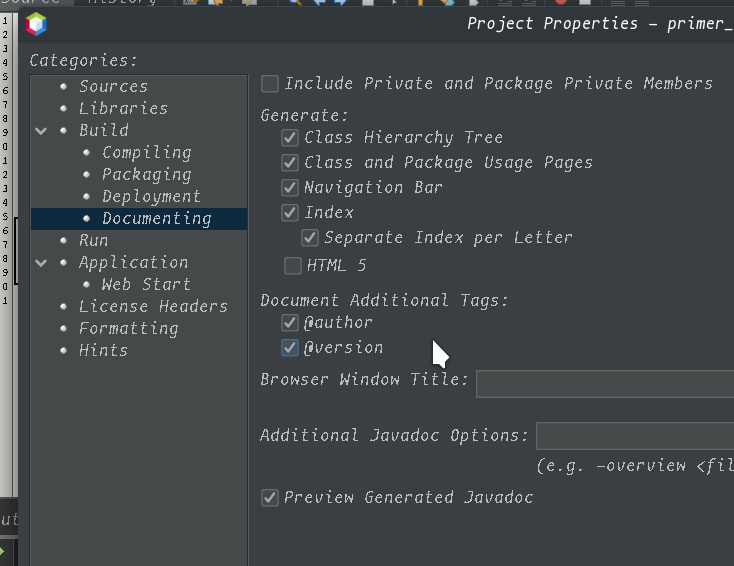 Project Properties - primer_
Categories:
Sources
Libraries
Build
Compiling
Packaging
Deployment
Documenting
Run
Application
Web Start
License Headers
Formatting
Hints
Include Private and Package Private Members
Generate:
Class Hierarchy Tree
Class and Package Usage Pages
Navigation Bar
Index
Separate Index per Letter
HTML 5
Document Additional Tags:
@author
@version
Browser Window Title:
Additional Javadoc Options:
(e.g. -overview <fil
Preview Generated Javadoc